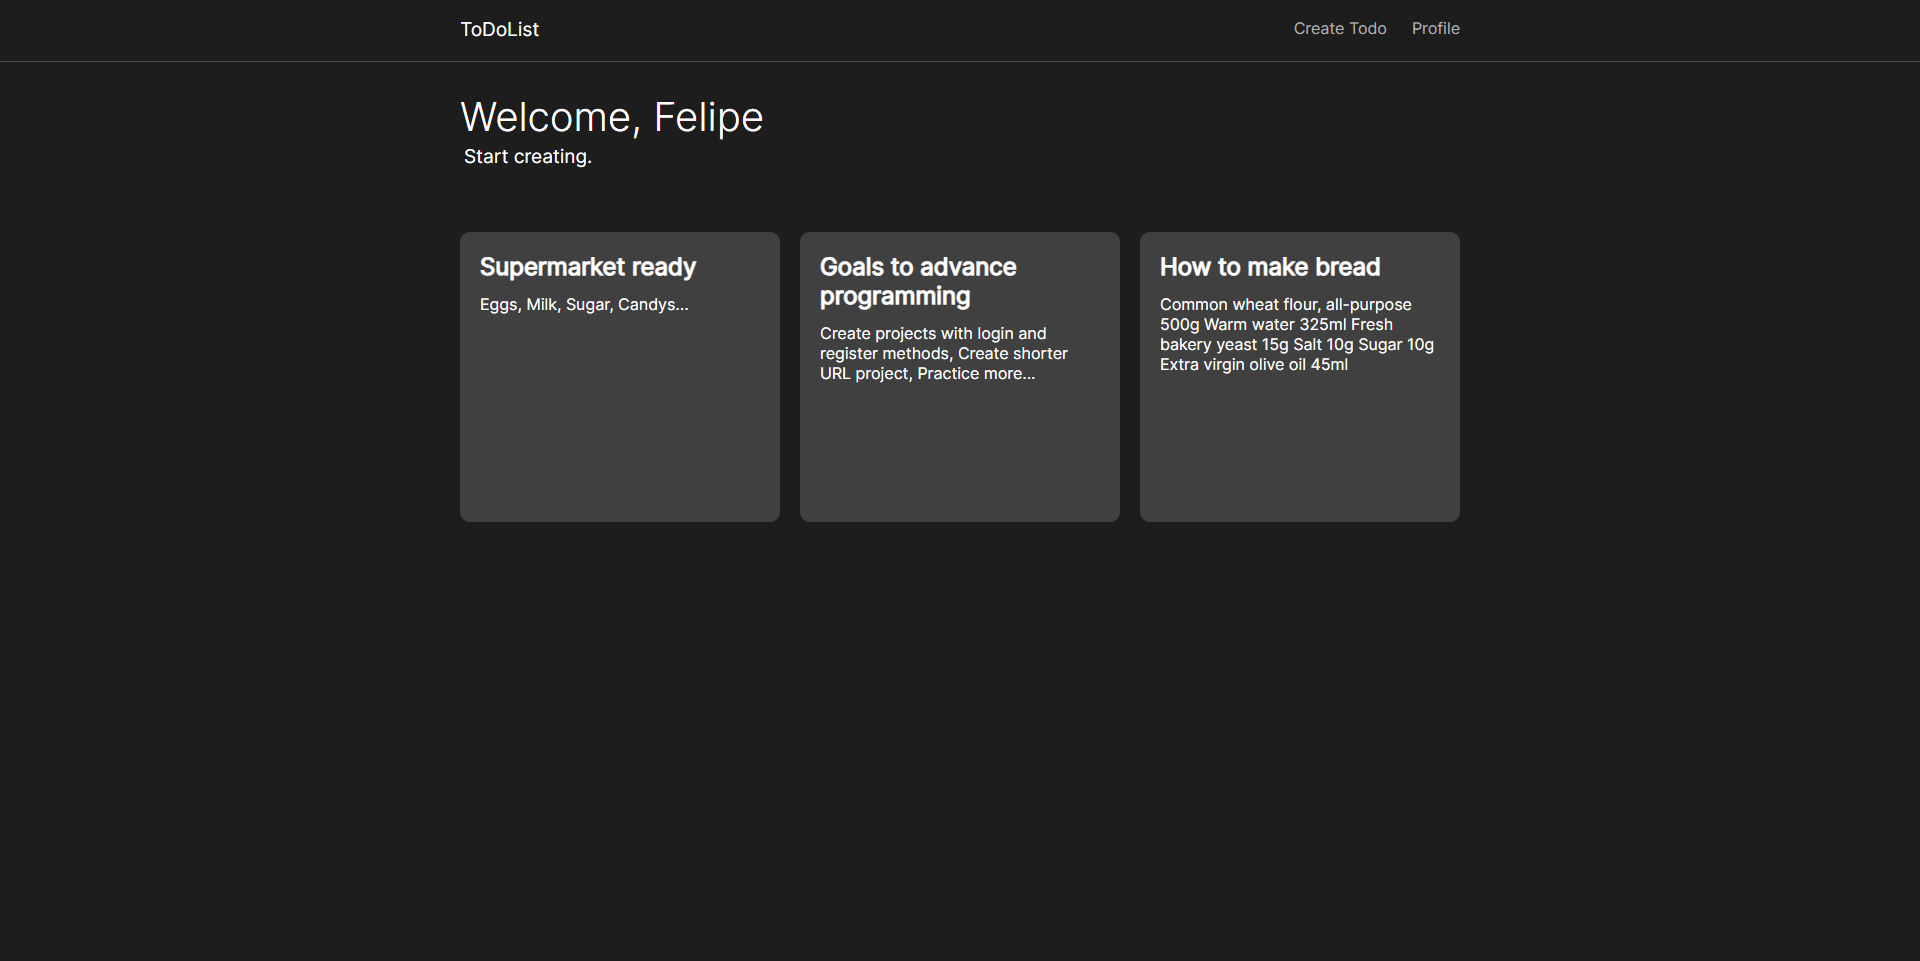 ToDoList
Create Todo
Profile
Welcome, Felipe
Start creating.
Supermarket ready
Eggs, Milk, Sugar, Candys...
Goals to advance
programming
Create projects with login and
register methods, Create shorter
URL project, Practice more...
How to make bread
Common wheat flour, all-purpose
500g Warm water 325ml Fresh
bakery yeast 15g Salt 10g Sugar 10g
Extra virgin olive oil 45ml